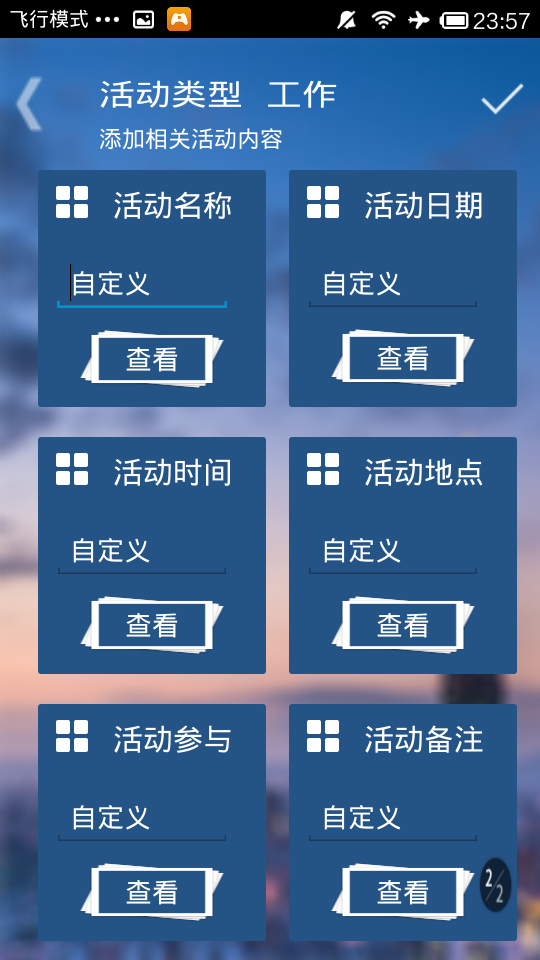 飞行模式 ••• 23:57
活动类型 工作
添加相关活动内容
活动名称
自定义
查看
活动日期
自定义
查看
活动时间
自定义
查看
活动地点
自定义
查看
活动参与
自定义
查看
活动备注
自定义
查看
2/2